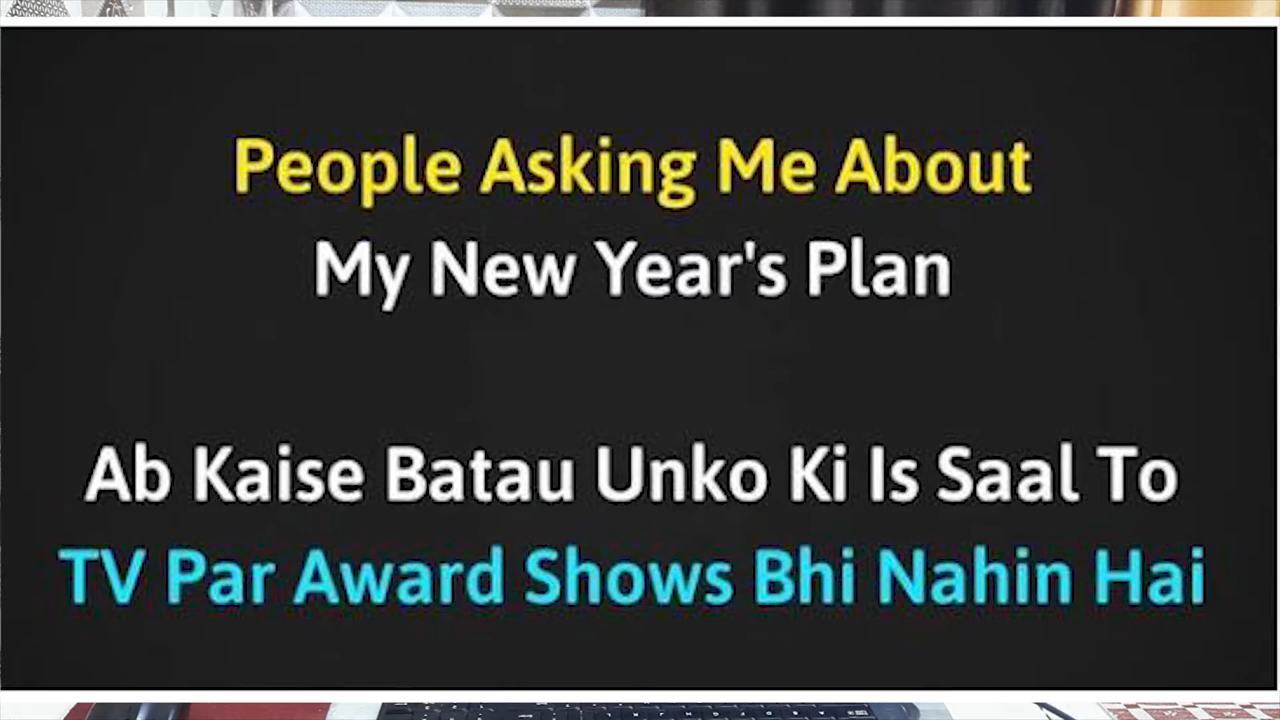 People Asking Me About
My New Year's Plan
Ab Kaise Batau Unko Ki Is Saal To
TV Par Award Shows Bhi Nahin Hai